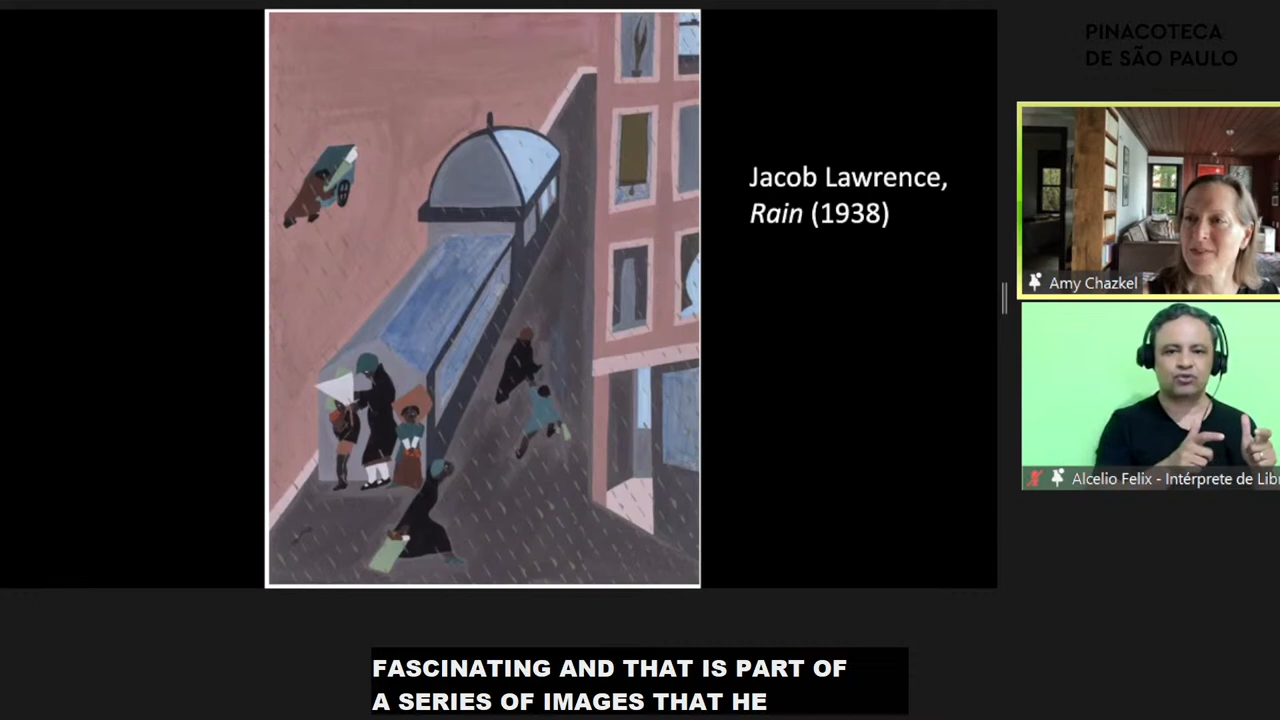 PINACOTECA
DE SÃO PAULO
Jacob Lawrence,
Rain (1938)
Amy Chazkel
Alcelio Felix - Intérprete de Libr
FASCINATING AND THAT IS PART OF
A SERIES OF IMAGES THAT HE